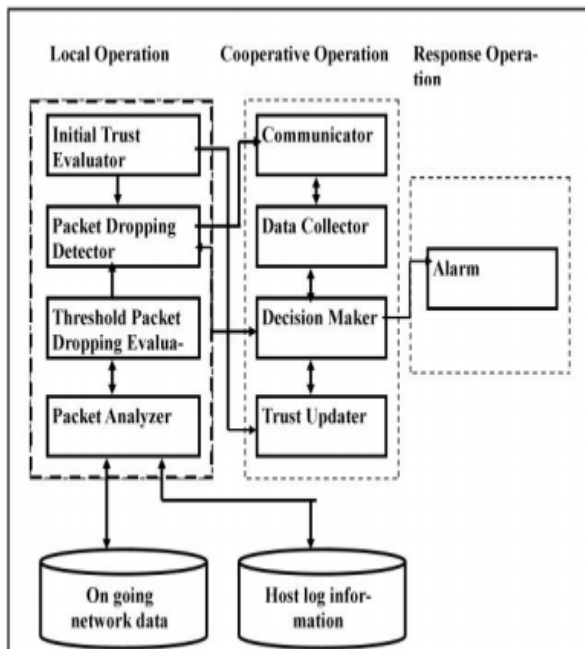 Local Operation
Cooperative Operation
Response Opera-
tion
Initial Trust
Evaluator
Packet Dropping
Detector
Threshold Packet
Dropping Evalua-
Packet Analyzer
Communicator
Data Collector
Decision Maker
Trust Updater
Alarm
On going
network data
Host log infor-
mation